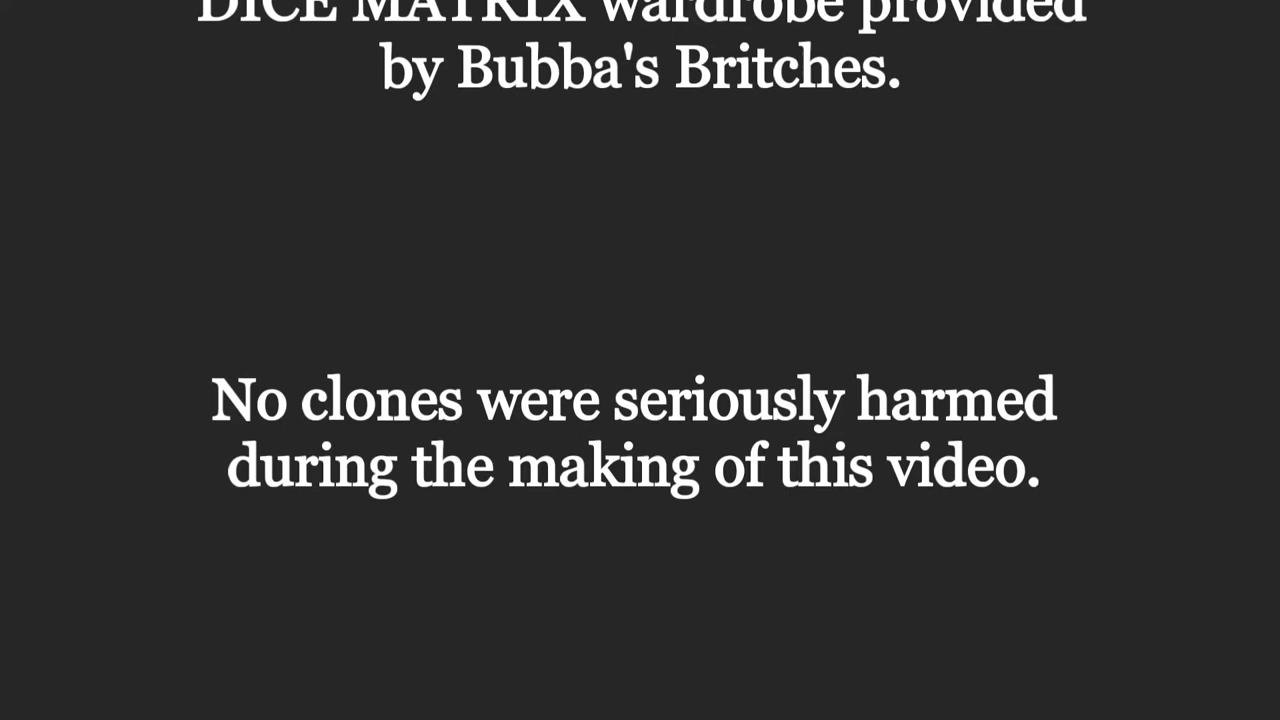 DICE MATRIX wardrobe provided
by Bubba's Britches.
No clones were seriously harmed
during the making of this video.